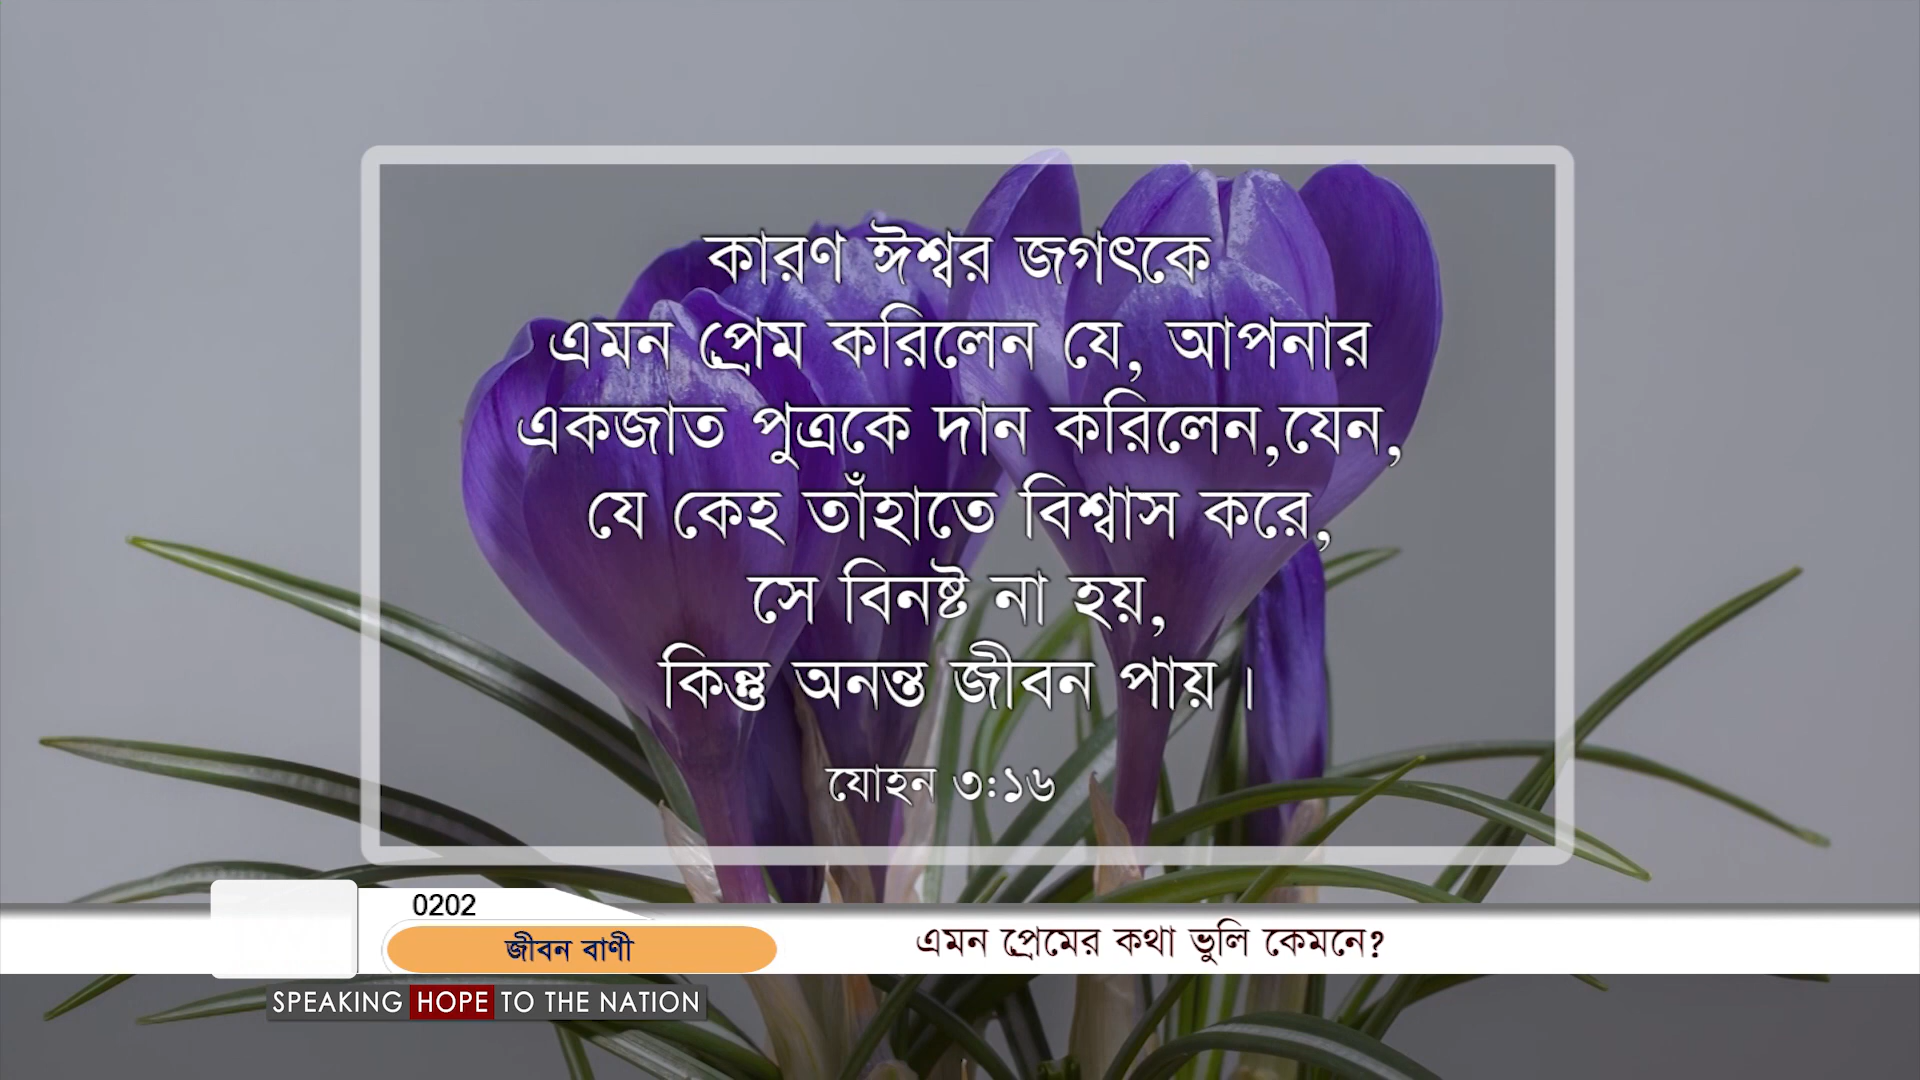 কারণ ঈশ্বর জগৎকে
এমন প্রেম করিলেন যে, আপনার
একজাত পুত্রকে দান করিলেন,যেন,
যে কেহ তাঁহাতে বিশ্বাস করে,
সে বিনষ্ট না হয়,
কিন্তু অনন্ত জীবন পায়।
যোহন ৩:১৬
0202
জীবন বাণী
এমন প্রেমের কথা ভুলি কেমনে?
SPEAKING HOPE TO THE NATION